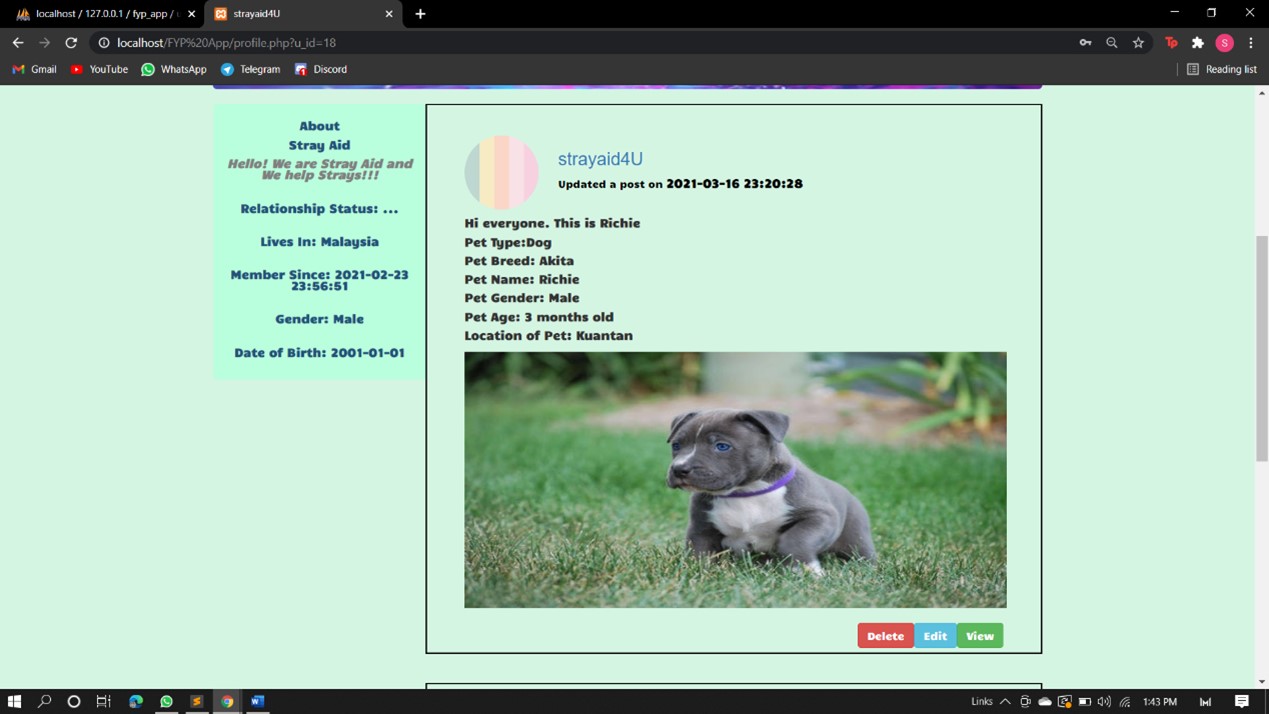 localhost / 127.0.0.1 / fyp_app / u
strayaid4U
localhost/FYP%20App/profile.php?u_id=18
Tp
S
Gmail
YouTube
WhatsApp
Telegram
Discord
Reading list
About
Stray Aid
Hello! We are Stray Aid and
We help Strays!!!
Relationship Status: ...
Lives In: Malaysia
Member Since: 2021-02-23
23:56:51
Gender: Male
Date of Birth: 2001-01-01
strayaid4U
Updated a post on 2021-03-16 23:20:28
Hi everyone. This is Richie
Pet Type:Dog
Pet Breed: Akita
Pet Name: Richie
Pet Gender: Male
Pet Age: 3 months old
Location of Pet: Kuantan
Delete
Edit
View
Links
1:43 PM